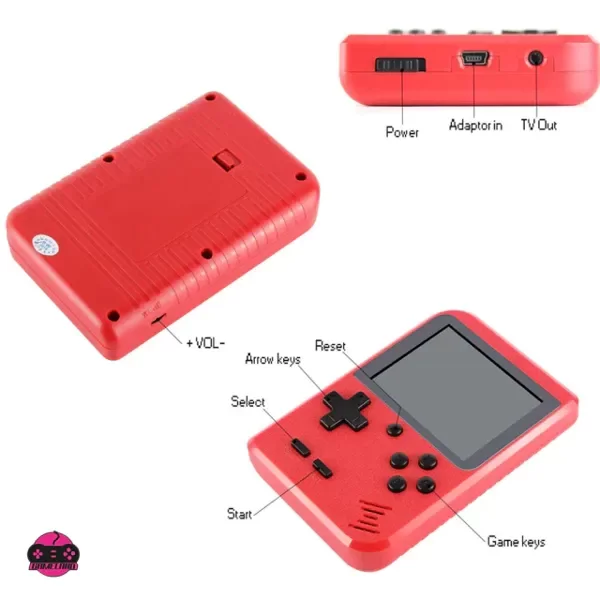 Power
Adaptor in
TV Out
+ VOL-
Reset
Arrow keys
Select
Start
Game keys